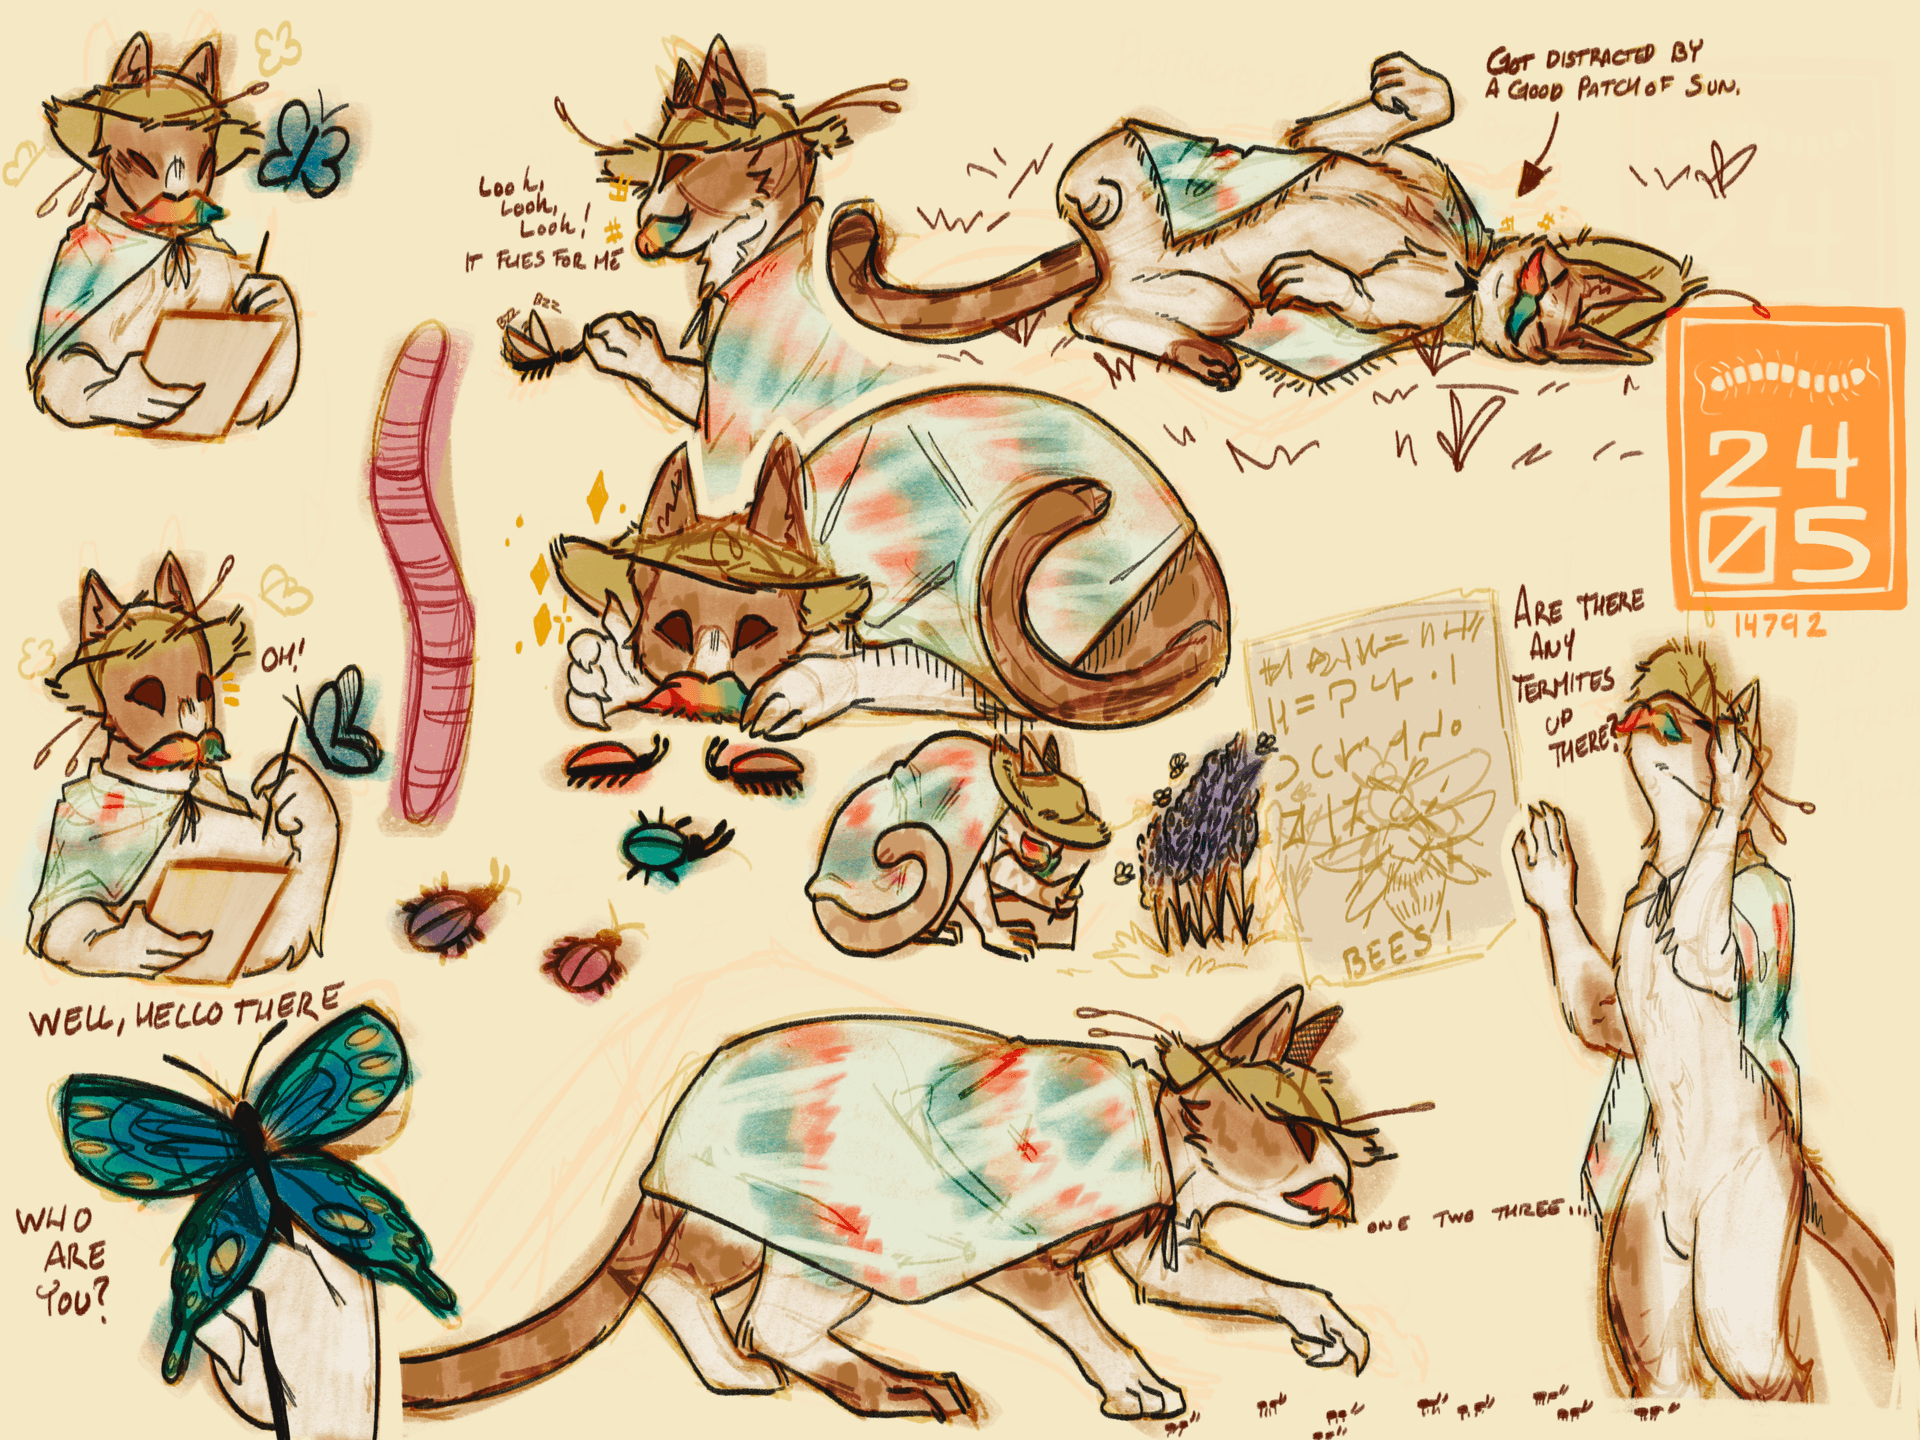 GOT DISTRACTED BY
A GOOD PATCH OF SUN.
Look,
Look,
Look!
IT FLIES FOR ME
BZZ
BZZ
24
05
14792
OH!
ARE THERE
ANY
TERMITES
UP
THERE?
BEES!
WELL, HELLO THERE
WHO
ARE
YOU?
ONE TWO THREE...